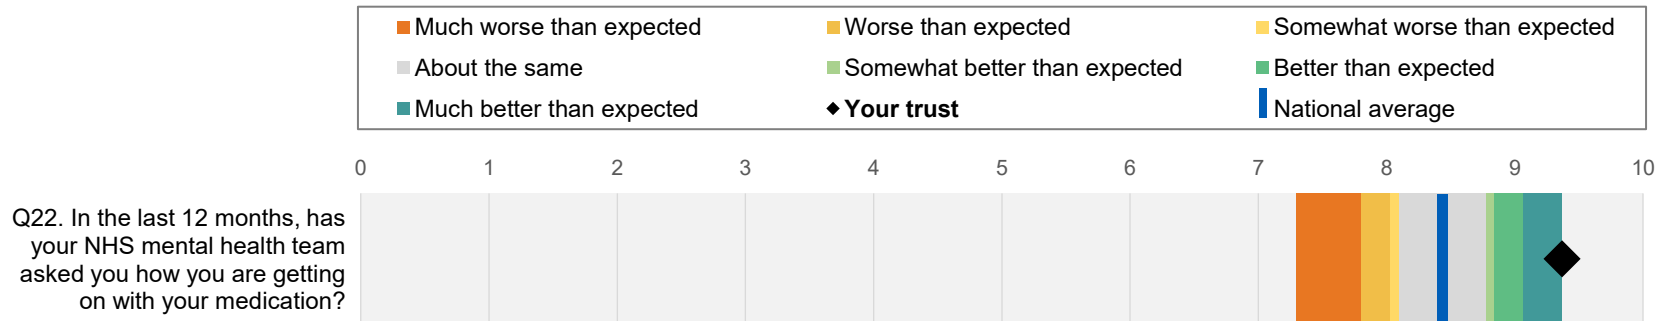 Much worse than expected
Worse than expected
Somewhat worse than expected
About the same
Somewhat better than expected
Better than expected
Much better than expected
Your trust
National average
0 1 2 3 4 5 6 7 8 9 10
Q22. In the last 12 months, has
your NHS mental health team
asked you how you are getting
on with your medication?